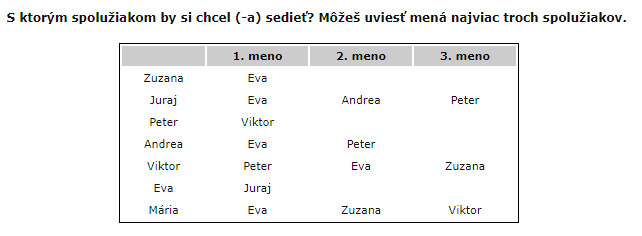 S ktorým spolužiakom by si chcel (-a) sedieť? Môžeš uviesť mená najviac troch spolužiakov.
1. meno 2. meno 3. meno
Zuzana Eva
Juraj Eva Andrea Peter
Peter Viktor
Andrea Eva Peter
Viktor Peter Eva Zuzana
Eva Juraj
Mária Eva Zuzana Viktor